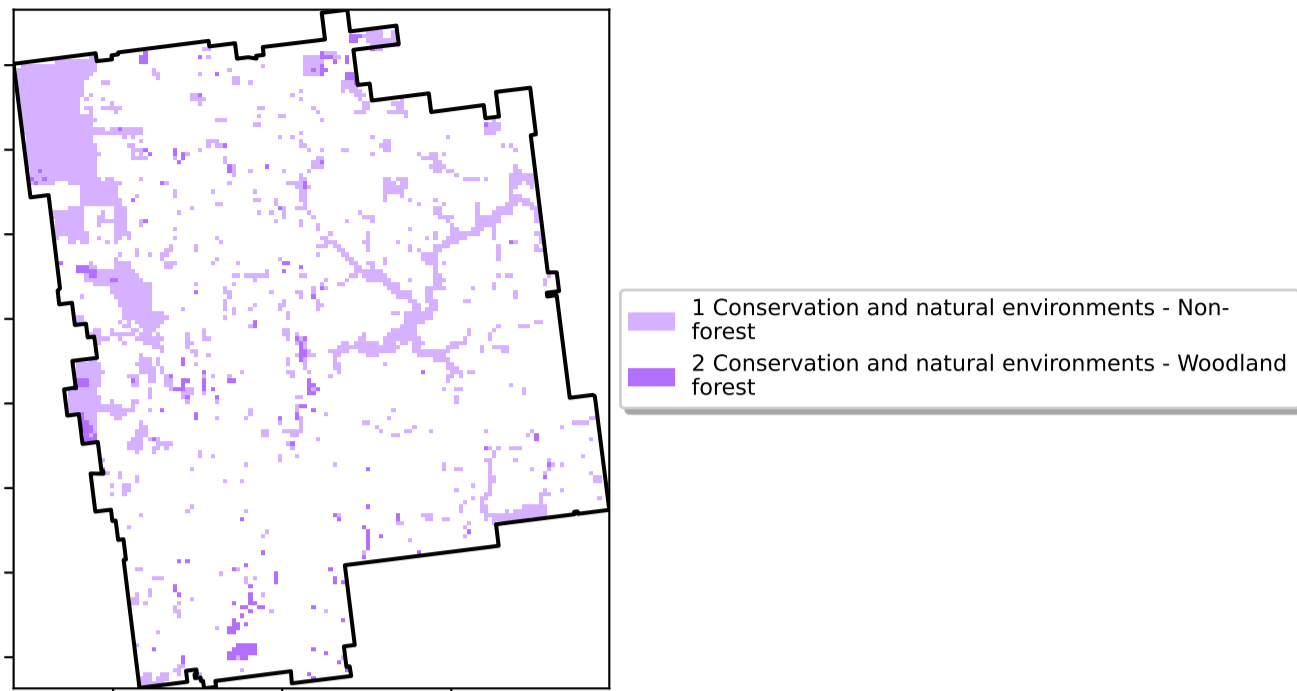 1 Conservation and natural environments - Non-
forest
2 Conservation and natural environments - Woodland
forest